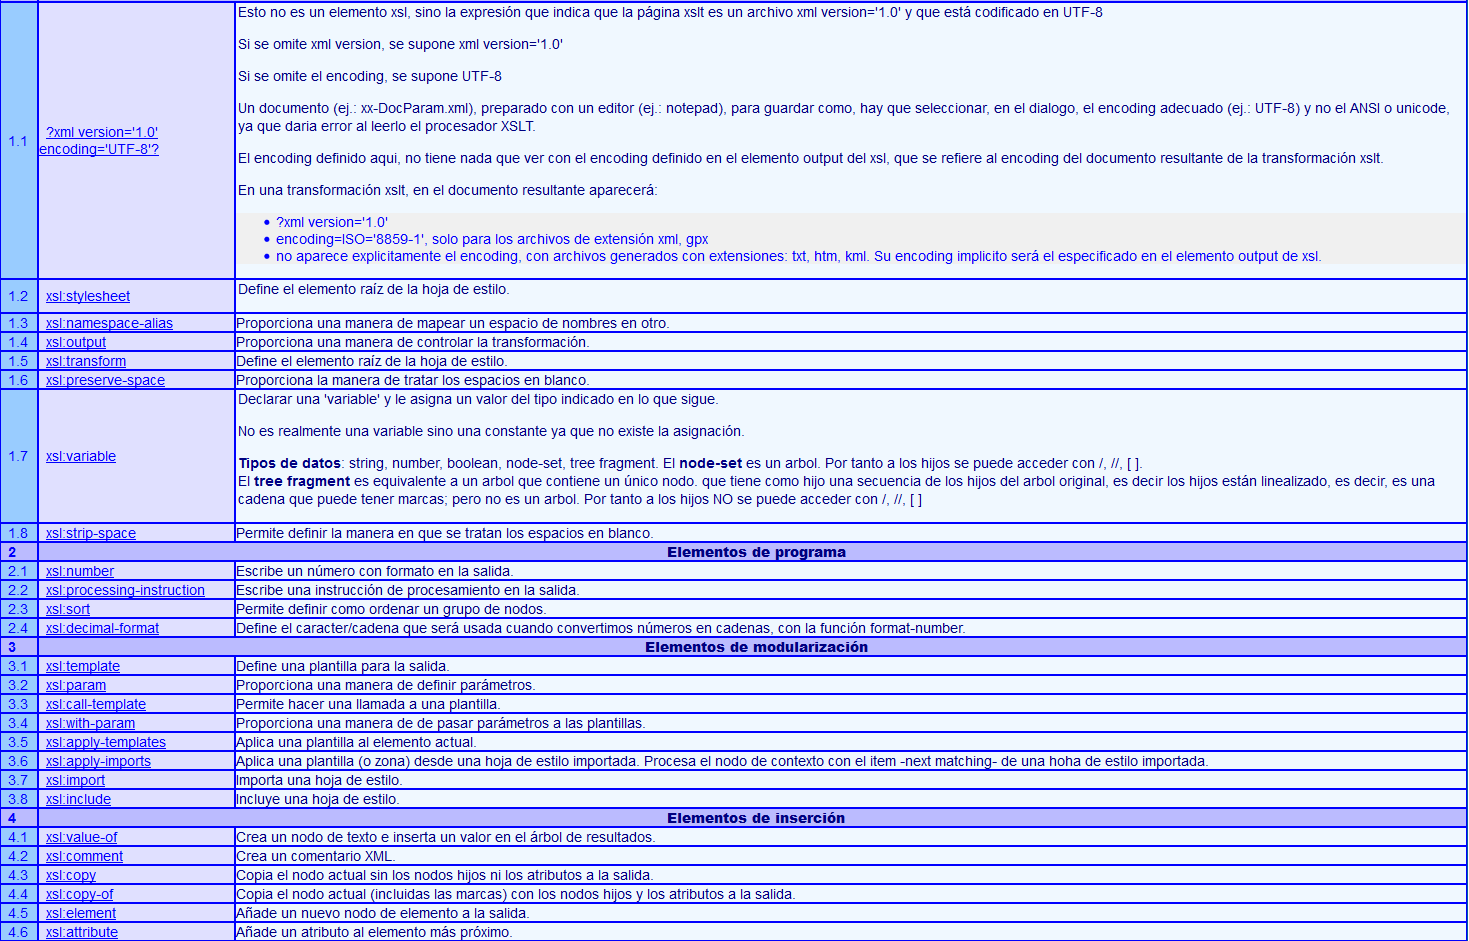 Esto no es un elemento xsl, sino la expresión que indica que la página xslt es un archivo xml version='1.0' y que está codificado en UTF-8
Si se omite xml version, se supone xml version='1.0'
Si se omite el encoding, se supone UTF-8
Un documento (ej.: xx-DocParam.xml), preparado con un editor (ej.: notepad), para guardar como, hay que seleccionar, en el dialogo, el encoding adecuado (ej.: UTF-8) y no el ANSI o unicode,
ya que daria error al leerlo el procesador XSLT.
1.1 ?xml version='1.0'
encoding='UTF-8'?
El encoding definido aqui, no tiene nada que ver con el encoding definido en el elemento output del xsl, que se refiere al encoding del documento resultante de la transformación xslt.
En una transformación xslt, en el documento resultante aparecerá:
• ?xml version='1.0'
• encoding=ISO='8859-1', solo para los archivos de extensión xml, gpx
• no aparece explicitamente el encoding, con archivos generados con extensiones: txt, htm, kml. Su encoding implicito será el especificado en el elemento output de xsl.
1.2 xsl:stylesheet Define el elemento raíz de la hoja de estilo.
1.3 xsl:namespace-alias Proporciona una manera de mapear un espacio de nombres en otro.
1.4 xsl:output Proporciona una manera de controlar la transformación.
1.5 xsl:transform Define el elemento raíz de la hoja de estilo.
1.6 xsl:preserve-space Proporciona la manera de tratar los espacios en blanco.
Declarar una 'variable' y le asigna un valor del tipo indicado en lo que sigue.
No es realmente una variable sino una constante ya que no existe la asignación.
1.7 xsl:variable
Tipos de datos: string, number, boolean, node-set, tree fragment. El node-set es un arbol. Por tanto a los hijos se puede acceder con /, //, [ ].
El tree fragment es equivalente a un arbol que contiene un único nodo. que tiene como hijo una secuencia de los hijos del arbol original, es decir los hijos están linealizado, es decir, es una
cadena que puede tener marcas; pero no es un arbol. Por tanto a los hijos NO se puede acceder con /, //, [ ]
1.8 xsl:strip-space Permite definir la manera en que se tratan los espacios en blanco.
2 Elementos de programa
2.1 xsl:number Escribe un número con formato en la salida.
2.2 xsl:processing-instruction Escribe una instrucción de procesamiento en la salida.
2.3 xsl:sort Permite definir como ordenar un grupo de nodos.
2.4 xsl:decimal-format Define el caracter/cadena que será usada cuando convertimos números en cadenas, con la función format-number.
3 Elementos de modularización
3.1 xsl:template Define una plantilla para la salida.
3.2 xsl:param Proporciona una manera de definir parámetros.
3.3 xsl:call-template Permite hacer una llamada a una plantilla.
3.4 xsl:with-param Proporciona una manera de de pasar parámetros a las plantillas.
3.5 xsl:apply-templates Aplica una plantilla al elemento actual.
3.6 xsl:apply-imports Aplica una plantilla (o zona) desde una hoja de estilo importada. Procesa el nodo de contexto con el item -next matching- de una hoha de estilo importada.
3.7 xsl:import Importa una hoja de estilo.
3.8 xsl:include Incluye una hoja de estilo.
4 Elementos de inserción
4.1 xsl:value-of Crea un nodo de texto e inserta un valor en el árbol de resultados.
4.2 xsl:comment Crea un comentario XML.
4.3 xsl:copy Copia el nodo actual sin los nodos hijos ni los atributos a la salida.
4.4 xsl:copy-of Copia el nodo actual (incluidas las marcas) con los nodos hijos y los atributos a la salida.
4.5 xsl:element Añade un nuevo nodo de elemento a la salida.
4.6 xsl:attribute Añade un atributo al elemento más próximo.